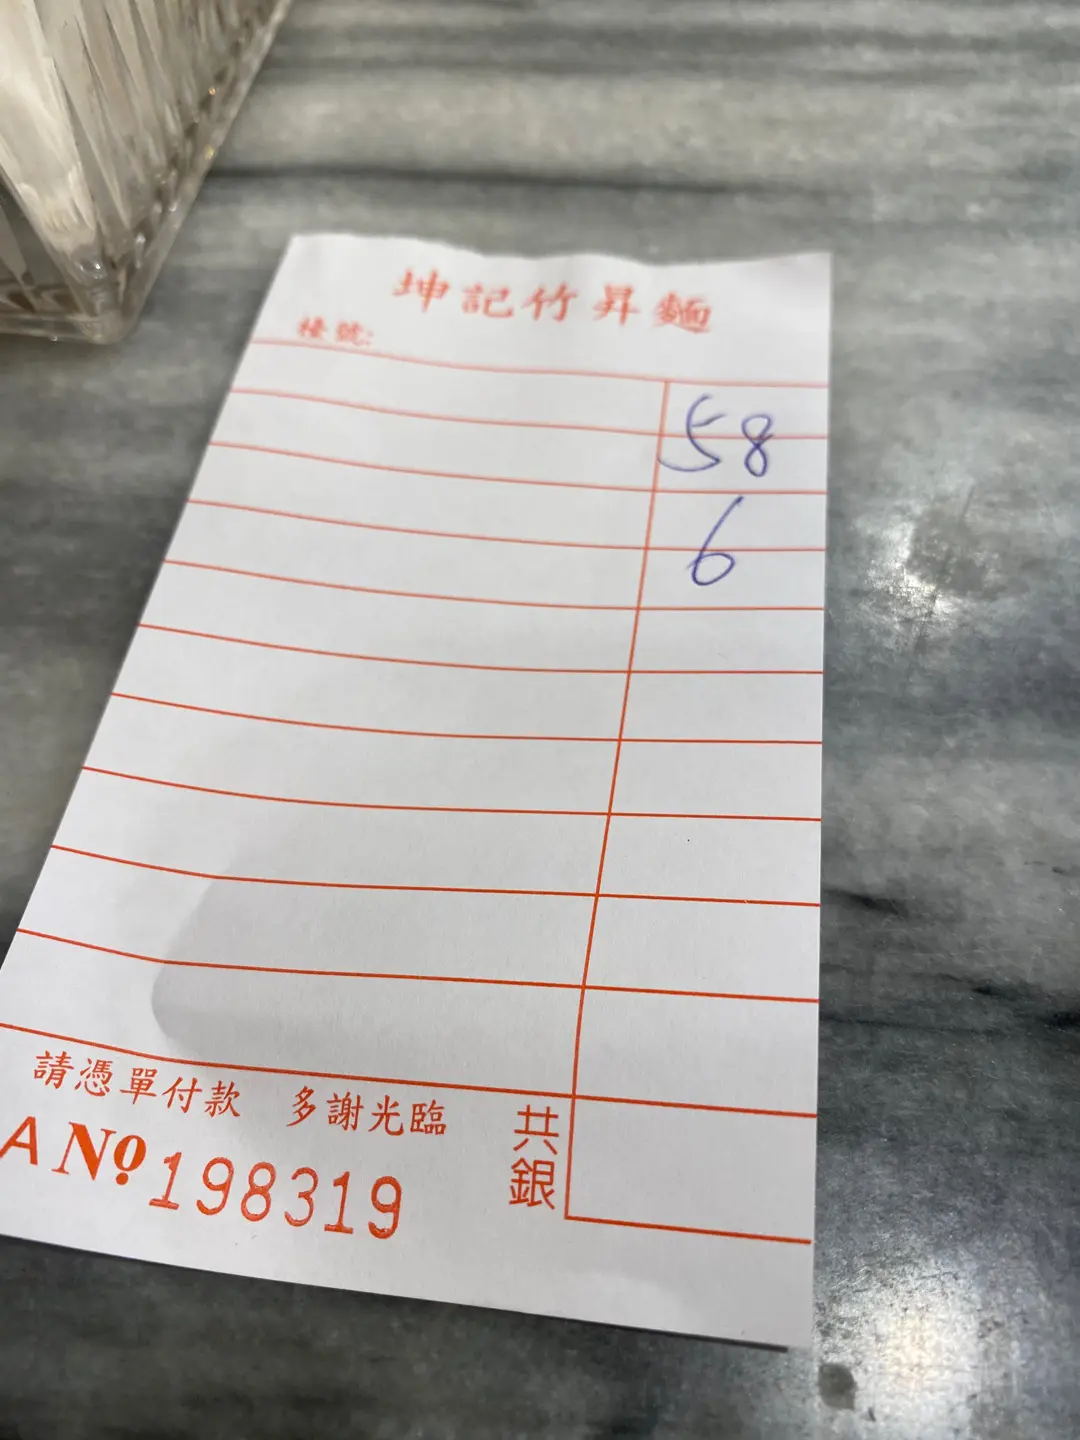 坤記竹昇麵
檯號:
58
6
請憑單付款 多謝光臨
共銀
A No 198319